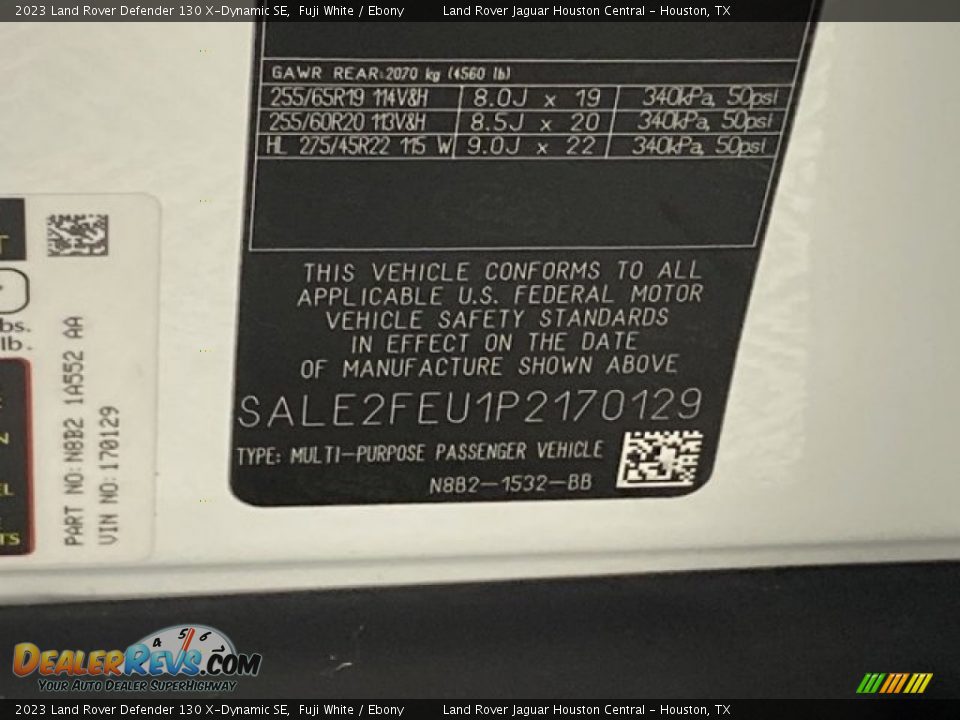 2023 Land Rover Defender 130 X-Dynamic SE, Fuji White / Ebony Land Rover Jaguar Houston Central - Houston, TX
GAWR REAR:2070 kg (4560 lb)
255/65R19 114V&H 8.0J x 19 340kPa, 50psi
255/60R20 113V&H 8.5J x 20 340kPa, 50psi
HL 275/45R22 115 W 9.0J x 22 340kPa, 50psi
THIS VEHICLE CONFORMS TO ALL
APPLICABLE U.S. FEDERAL MOTOR
VEHICLE SAFETY STANDARDS
IN EFFECT ON THE DATE
OF MANUFACTURE SHOWN ABOVE
SALE2FEU1P2170129
TYPE: MULTI-PURPOSE PASSENGER VEHICLE
N8B2-1532-BB
bs.
lb.
PART NO:N8B2 1A552 AA
VIN NO:170129
4 5 6
DEALERREVS.COM
YOUR AUTO DEALER SUPERHIGHWAY
2023 Land Rover Defender 130 X-Dynamic SE, Fuji White / Ebony Land Rover Jaguar Houston Central - Houston, TX